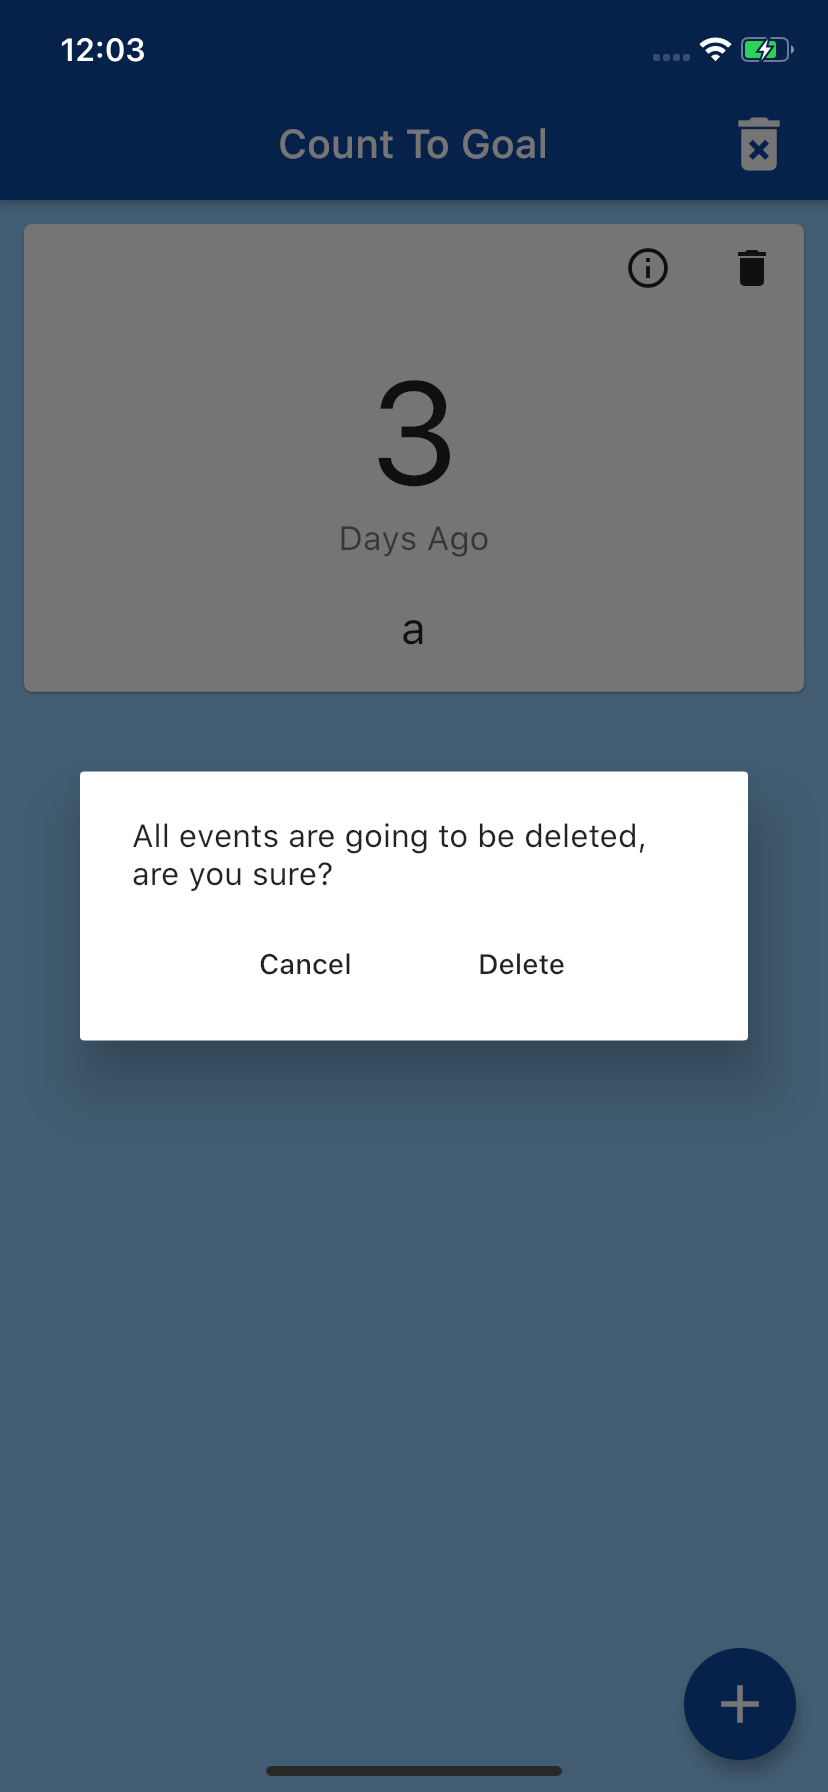 12:03
Count To Goal
3
Days Ago
a
All events are going to be deleted,
are you sure?
Cancel
Delete